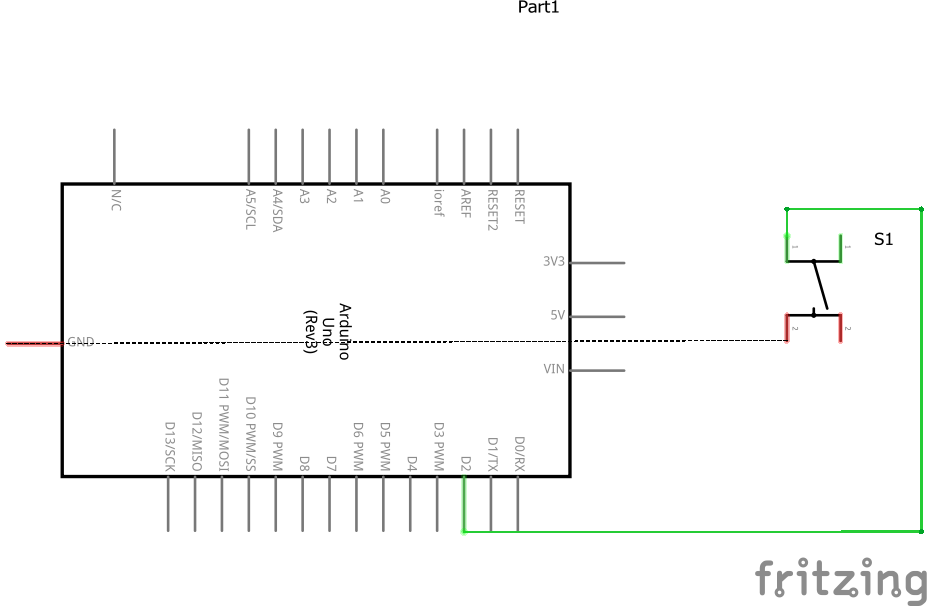 Part1
N/C
A5/SCL
A4/SDA
A3
A2
A1
A0
ioref
AREF
RESET2
RESET
S1
1
1
3V3
5V
2
2
Arduino
Uno
(Rev3)
GND
VIN
D13/SCK
D12/MISO
D11 PWM/MOSI
D10 PWM/SS
D9 PWM
D8
D7
D6 PWM
D5 PWM
D4
D3 PWM
D2
D1/TX
D0/RX
fritzing